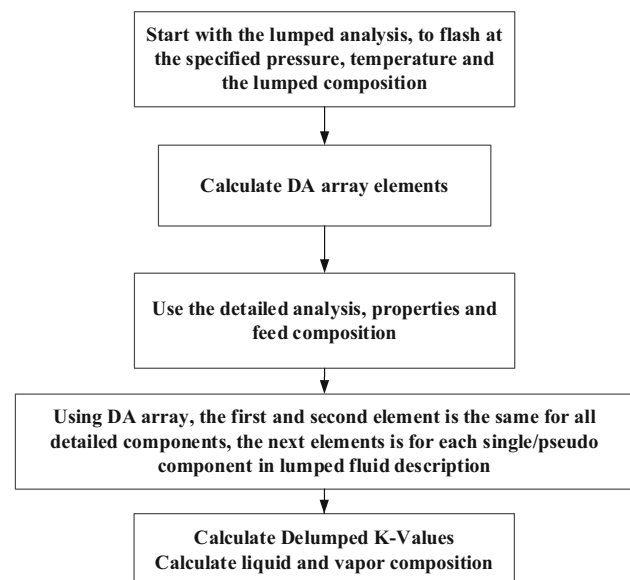 Start with the lumped analysis, to flash at
the specified pressure, temperature and
the lumped composition
Calculate DA array elements
Use the detailed analysis, properties and
feed composition
Using DA array, the first and second element is the same for all
detailed components, the next elements is for each single/pseudo
component in lumped fluid description
Calculate Delumped K-Values
Calculate liquid and vapor composition